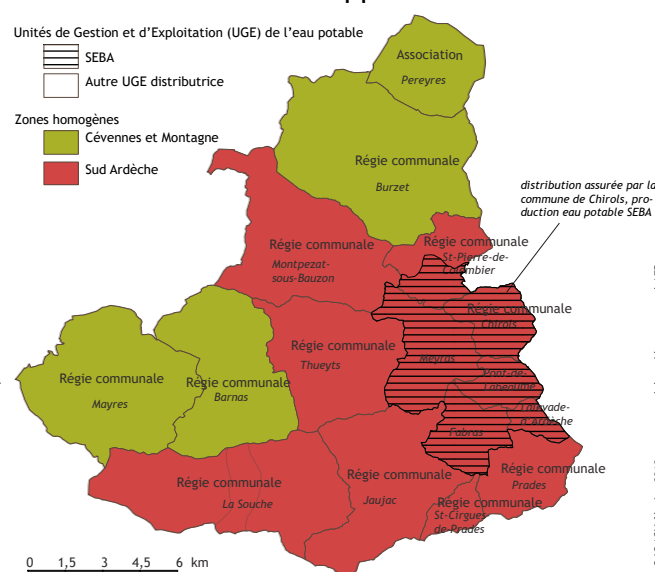 Unités de Gestion et d'Exploitation (UGE) de l'eau potable
SEBA
Autre UGE distributrice
Zones homogènes
Cévennes et Montagne
Sud Ardèche
Association
Pereyres
Régie communale
Burzet
distribution assurée par la
commune de Chirols, pro-
duction eau potable SEBA
Régie communale
Montpezat-
sous-Bauzon
Régie communale
St-Pierre-de-
Colombier
Régie communale
Chirols
Régie communale
Thueyts
Meyras
Pont-de-
Labeaume
Régie communale
Mayres
Régie communale
Barnas
Lalevade-
d'Ardèche
Fabras
Régie communale
La Souche
Régie communale
Jaujac
Régie communale
Prades
Régie communale
St-Cirgues
de-Prades
0 1,5 3 4,5 6 km